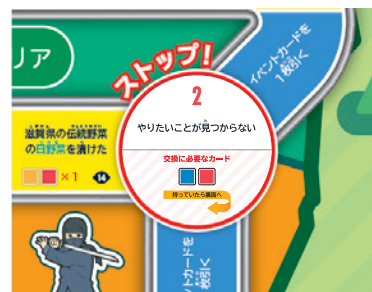 リア
ストップ!
イベントカードを
1枚引く
2
やりたいことが見つからない
み
交換に必要なカード
持っていたら裏面へ
滋賀県の伝統野菜
の日野菜を漬けた
×1
14
ントカードを
枚引く